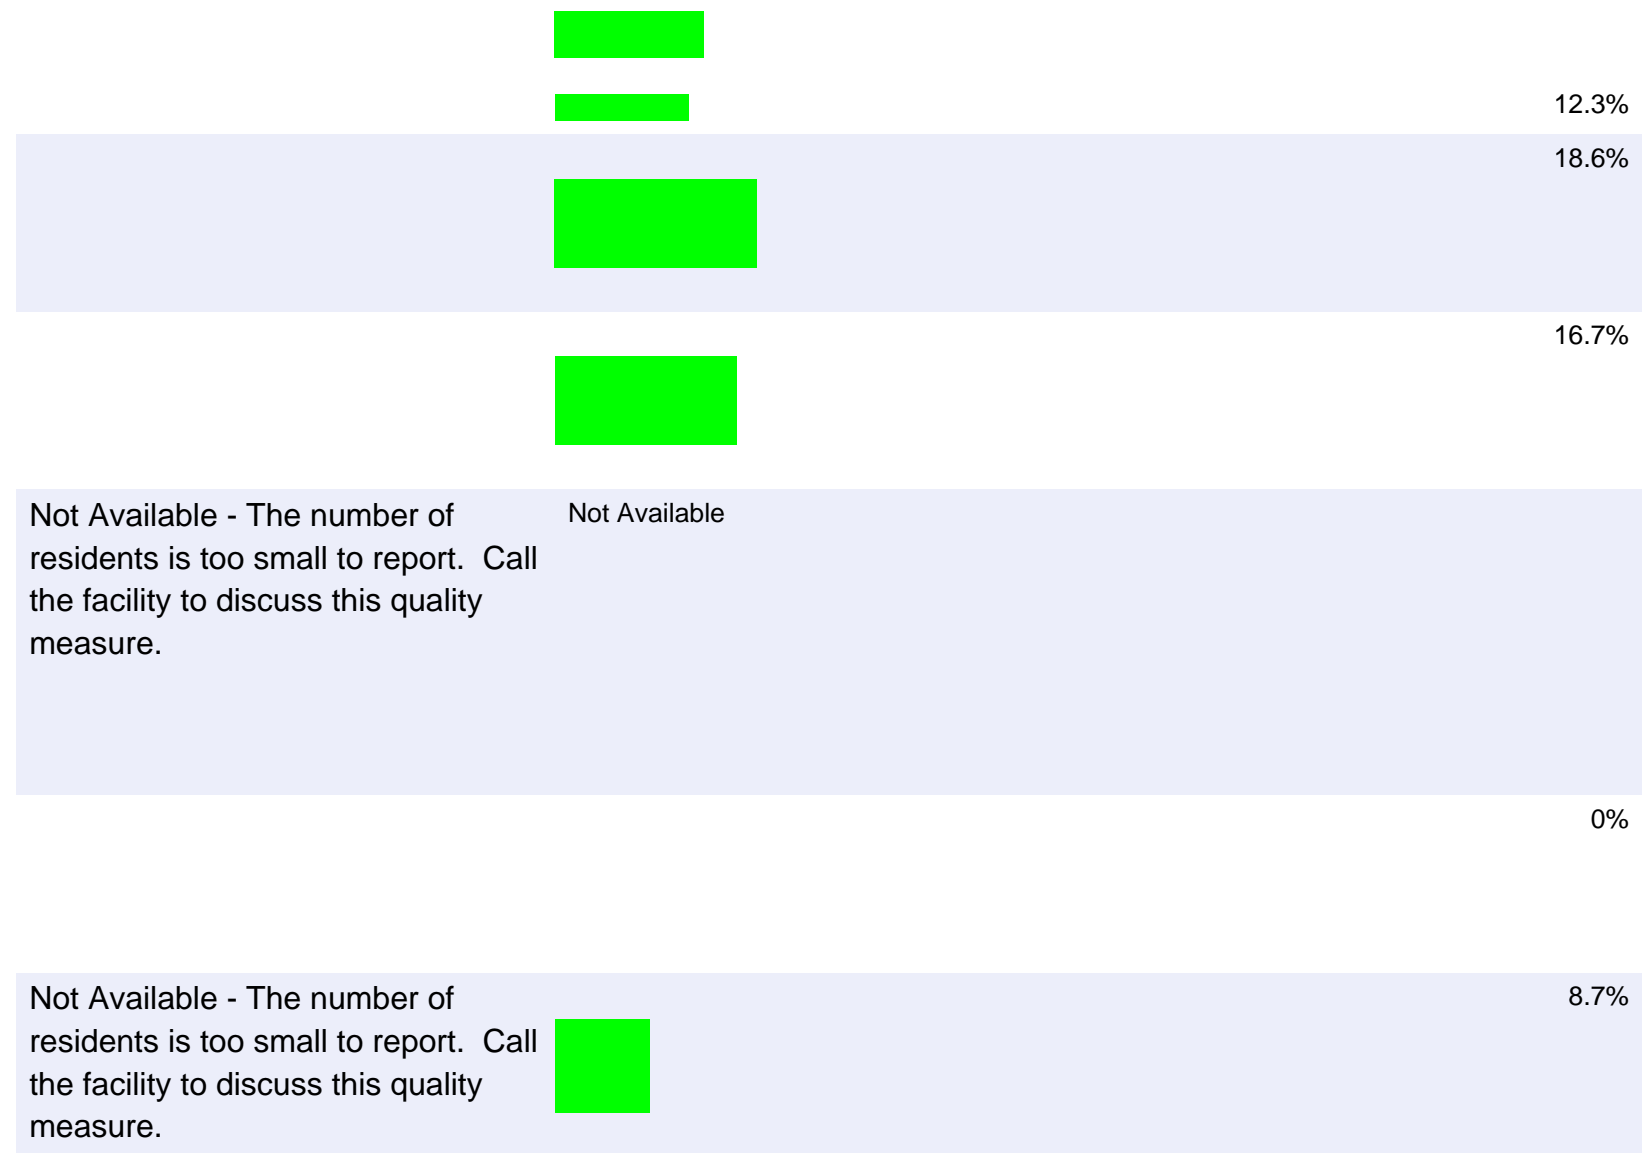 12.3%
18.6%
16.7%
Not Available - The number of
residents is too small to report.  Call
the facility to discuss this quality
measure.
Not Available
0%
Not Available - The number of
residents is too small to report.  Call
the facility to discuss this quality
measure.
8.7%